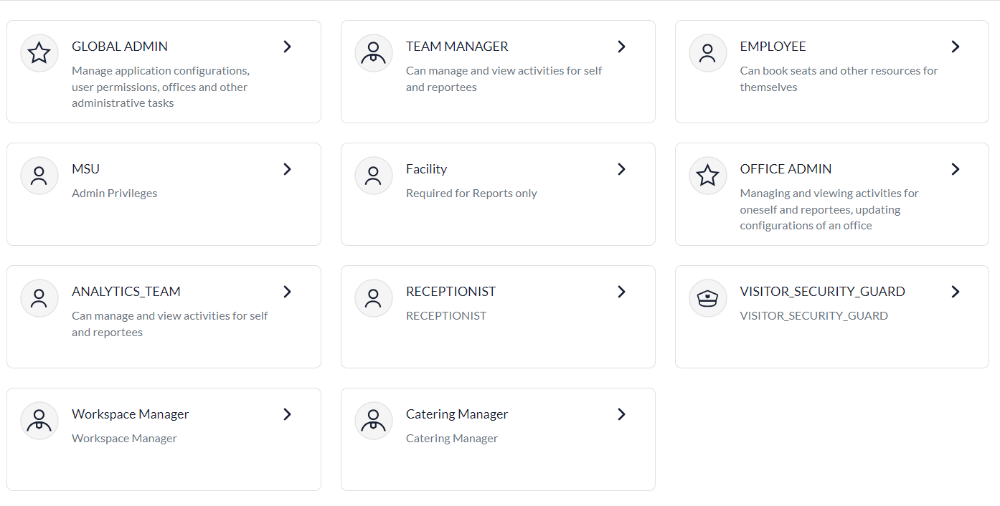 GLOBAL ADMIN
Manage application configurations,
user permissions, offices and other
administrative tasks
TEAM MANAGER
Can manage and view activities for self
and reportees
EMPLOYEE
Can book seats and other resources for
themselves
MSU
Admin Privileges
Facility
Required for Reports only
OFFICE ADMIN
Managing and viewing activities for
oneself and reportees, updating
configurations of an office
ANALYTICS_TEAM
Can manage and view activities for self
and reportees
RECEPTIONIST
RECEPTIONIST
VISITOR_SECURITY_GUARD
VISITOR_SECURITY_GUARD
Workspace Manager
Workspace Manager
Catering Manager
Catering Manager